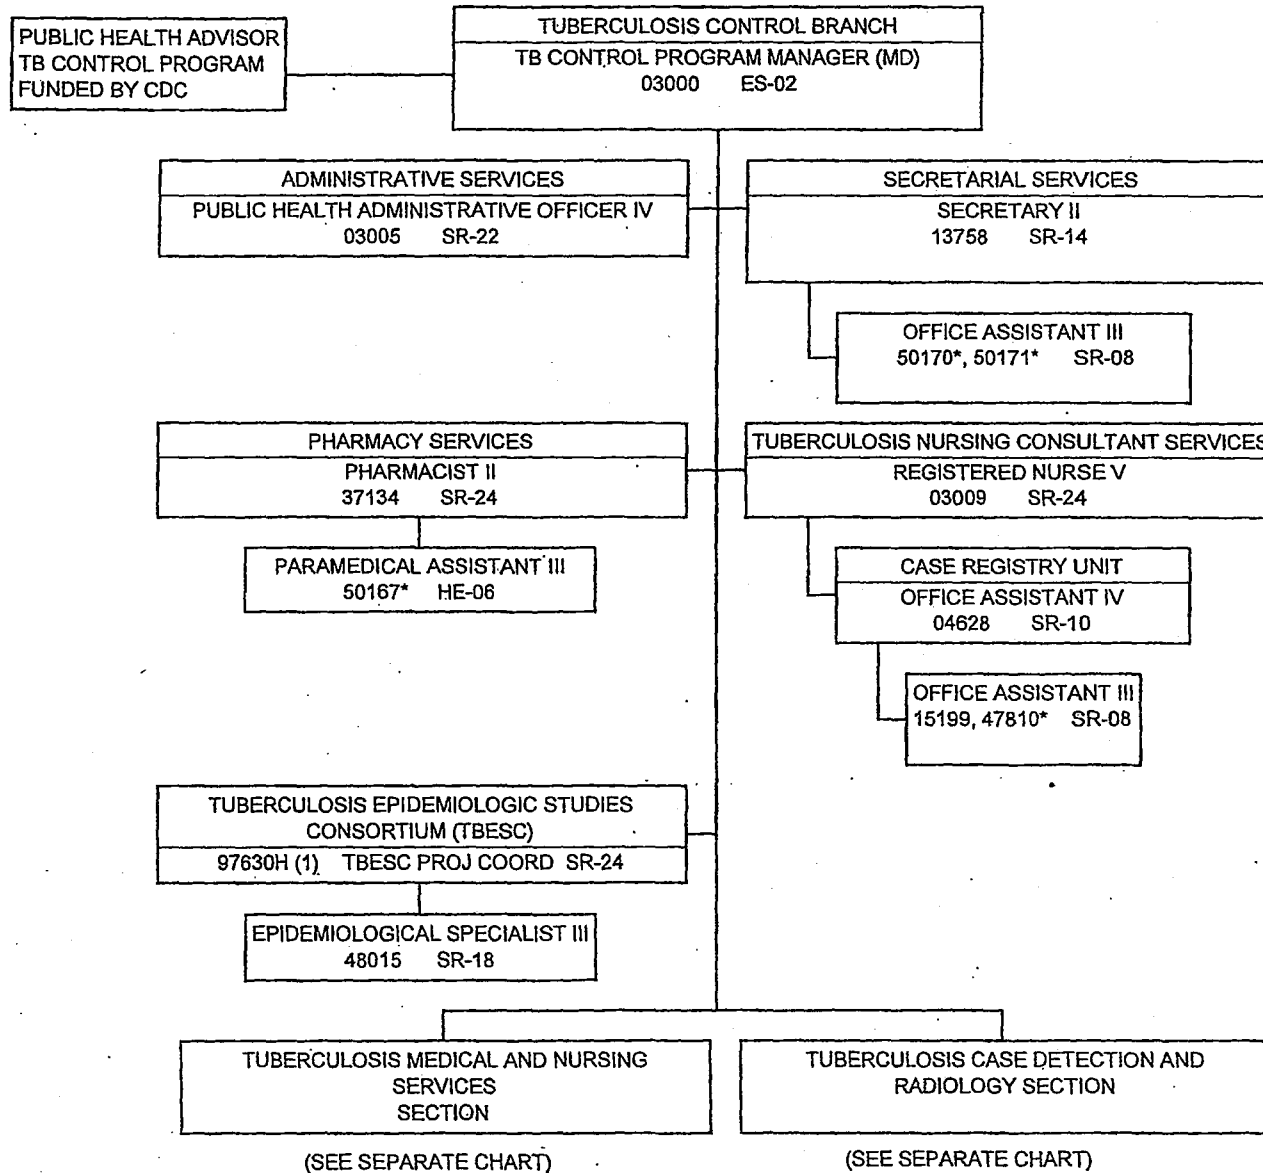 PUBLIC HEALTH ADVISOR
TB CONTROL PROGRAM
FUNDED BY CDC
TUBERCULOSIS CONTROL BRANCH
TB CONTROL PROGRAM MANAGER (MD)
03000 ES-02
ADMINISTRATIVE SERVICES
PUBLIC HEALTH ADMINISTRATIVE OFFICER IV
03005 SR-22
SECRETARIAL SERVICES
SECRETARY II
13758 SR-14
OFFICE ASSISTANT III
50170*, 50171* SR-08
PHARMACY SERVICES
PHARMACIST II
37134 SR-24
PARAMEDICAL ASSISTANT III
50167* HE-06
TUBERCULOSIS NURSING CONSULTANT SERVICES
REGISTERED NURSE V
03009 SR-24
CASE REGISTRY UNIT
OFFICE ASSISTANT IV
04628 SR-10
OFFICE ASSISTANT III
15199, 47810* SR-08
TUBERCULOSIS EPIDEMIOLOGIC STUDIES
CONSORTIUM (TBESC)
97630H (1) TBESC PROJ COORD SR-24
EPIDEMIOLOGICAL SPECIALIST III
48015 SR-18
TUBERCULOSIS MEDICAL AND NURSING
SERVICES
SECTION
(SEE SEPARATE CHART)
TUBERCULOSIS CASE DETECTION AND
RADIOLOGY SECTION
(SEE SEPARATE CHART)